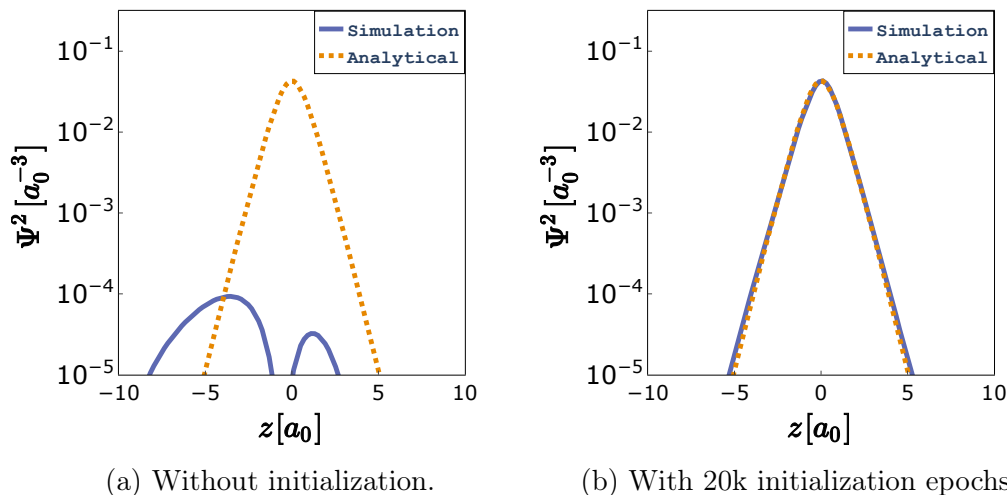 Simulation
Analytical
10⁻¹
10⁻²
10⁻³
10⁻⁴
10⁻⁵
Ψ² [a₀⁻³]
−10 −5 0 5 10
z[a₀]
(a) Without initialization.
Simulation
Analytical
10⁻¹
10⁻²
10⁻³
10⁻⁴
10⁻⁵
Ψ² [a₀⁻³]
−10 −5 0 5 10
z[a₀]
(b) With 20k initialization epochs